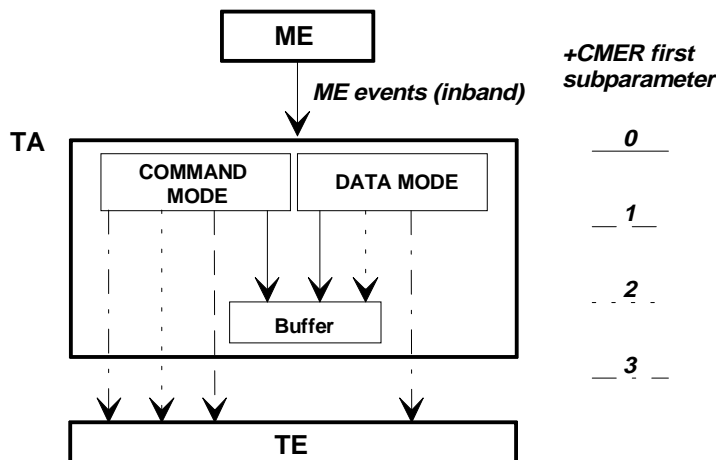 ME
+CMER first
subparameter
ME events (inband)
TA
0
COMMAND
MODE
DATA MODE
1
2
Buffer
3
TE